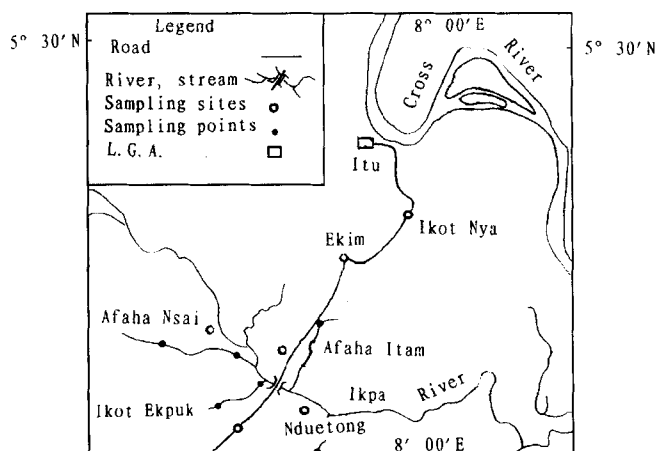 Legend
Road
River, stream
Sampling sites
Sampling points
L. G. A.
5° 30′N
8° 00′E
5° 30′N
Cross
River
Itu
Ikot Nya
Ekim
Afaha Nsai
Afaha Itam
Ikpa
River
Ikot Ekpuk
Nduetong
8′ 00′E